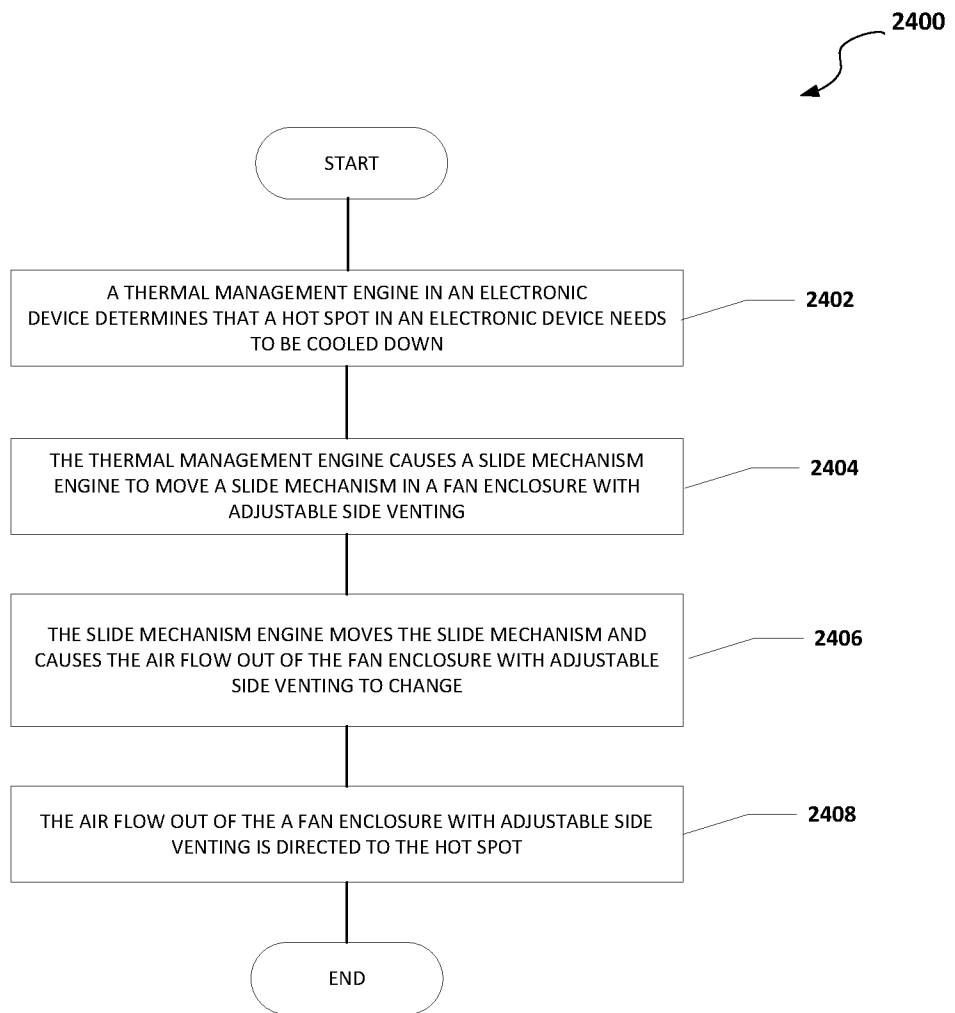 2400
START
A THERMAL MANAGEMENT ENGINE IN AN ELECTRONIC
DEVICE DETERMINES THAT A HOT SPOT IN AN ELECTRONIC DEVICE NEEDS
TO BE COOLED DOWN
2402
THE THERMAL MANAGEMENT ENGINE CAUSES A SLIDE MECHANISM
ENGINE TO MOVE A SLIDE MECHANISM IN A FAN ENCLOSURE WITH
ADJUSTABLE SIDE VENTING
2404
THE SLIDE MECHANISM ENGINE MOVES THE SLIDE MECHANISM AND
CAUSES THE AIR FLOW OUT OF THE FAN ENCLOSURE WITH ADJUSTABLE
SIDE VENTING TO CHANGE
2406
THE AIR FLOW OUT OF THE A FAN ENCLOSURE WITH ADJUSTABLE SIDE
VENTING IS DIRECTED TO THE HOT SPOT
2408
END